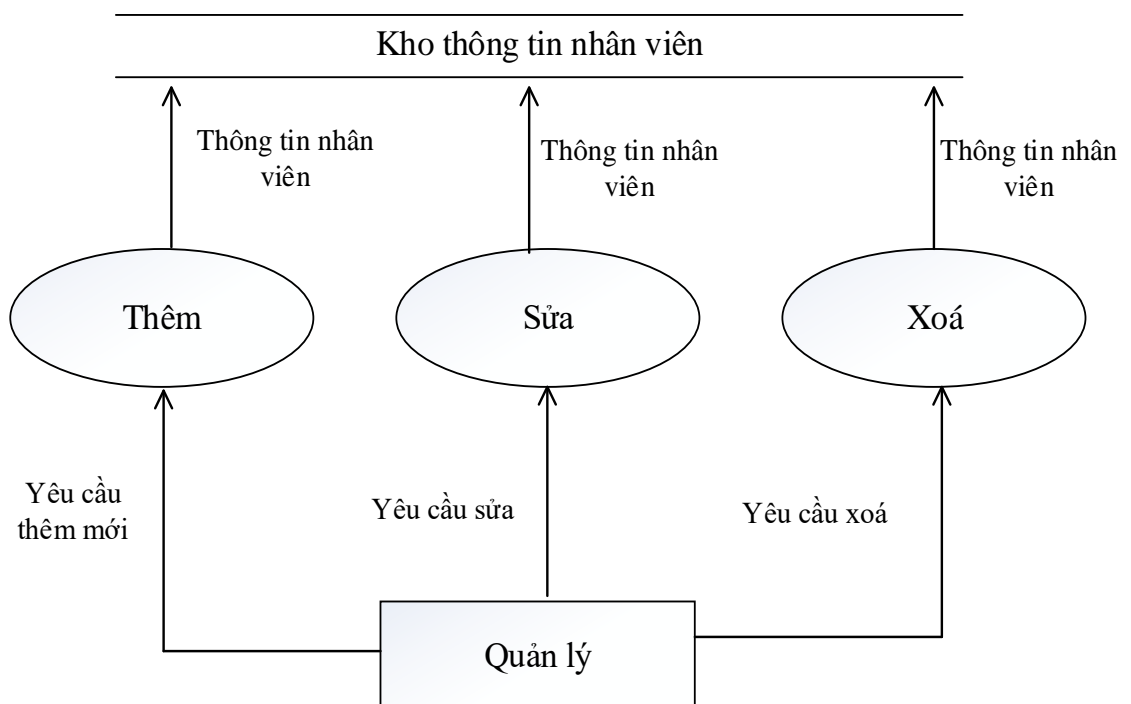 Kho thông tin nhân viên
Thông tin nhân
viên
Thông tin nhân
viên
Thông tin nhân
viên
Thêm
Sửa
Xoá
Yêu cầu
thêm mới
Yêu cầu sửa
Yêu cầu xoá
Quản lý